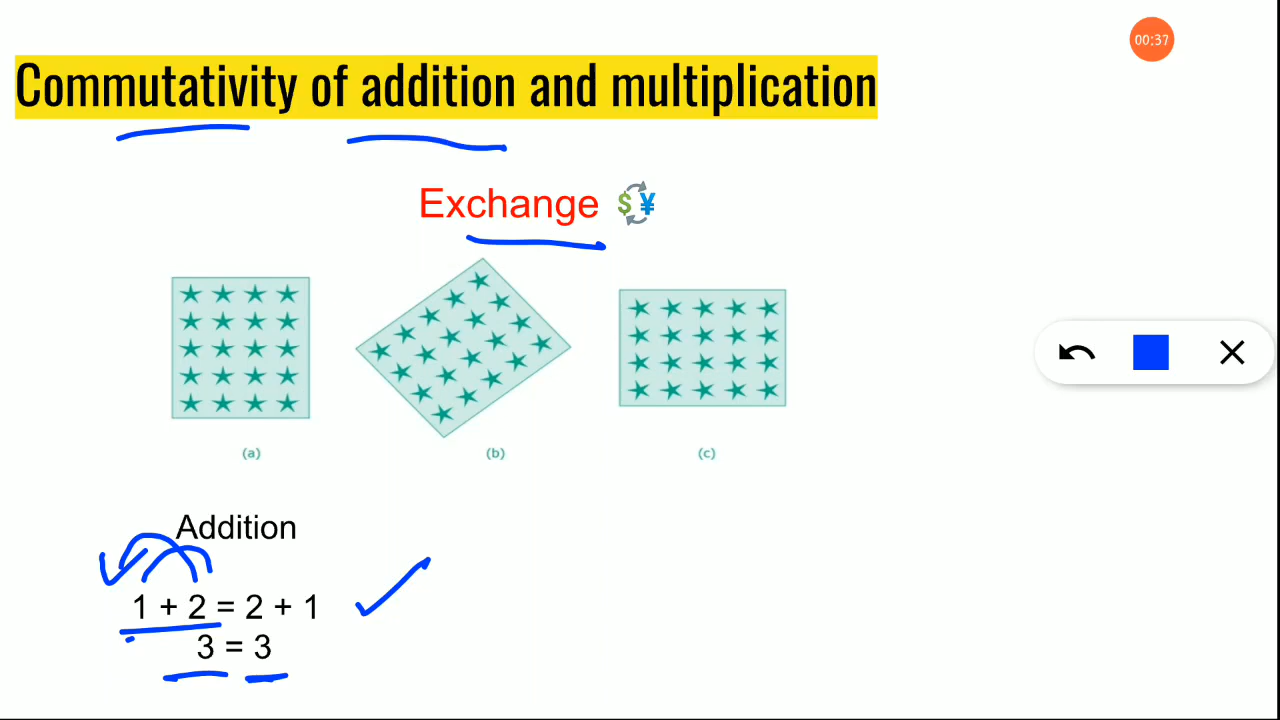 00:37
Commutativity of addition and multiplication
Exchange
(a) (b) (c)
Addition
1 + 2 = 2 + 1
3 = 3